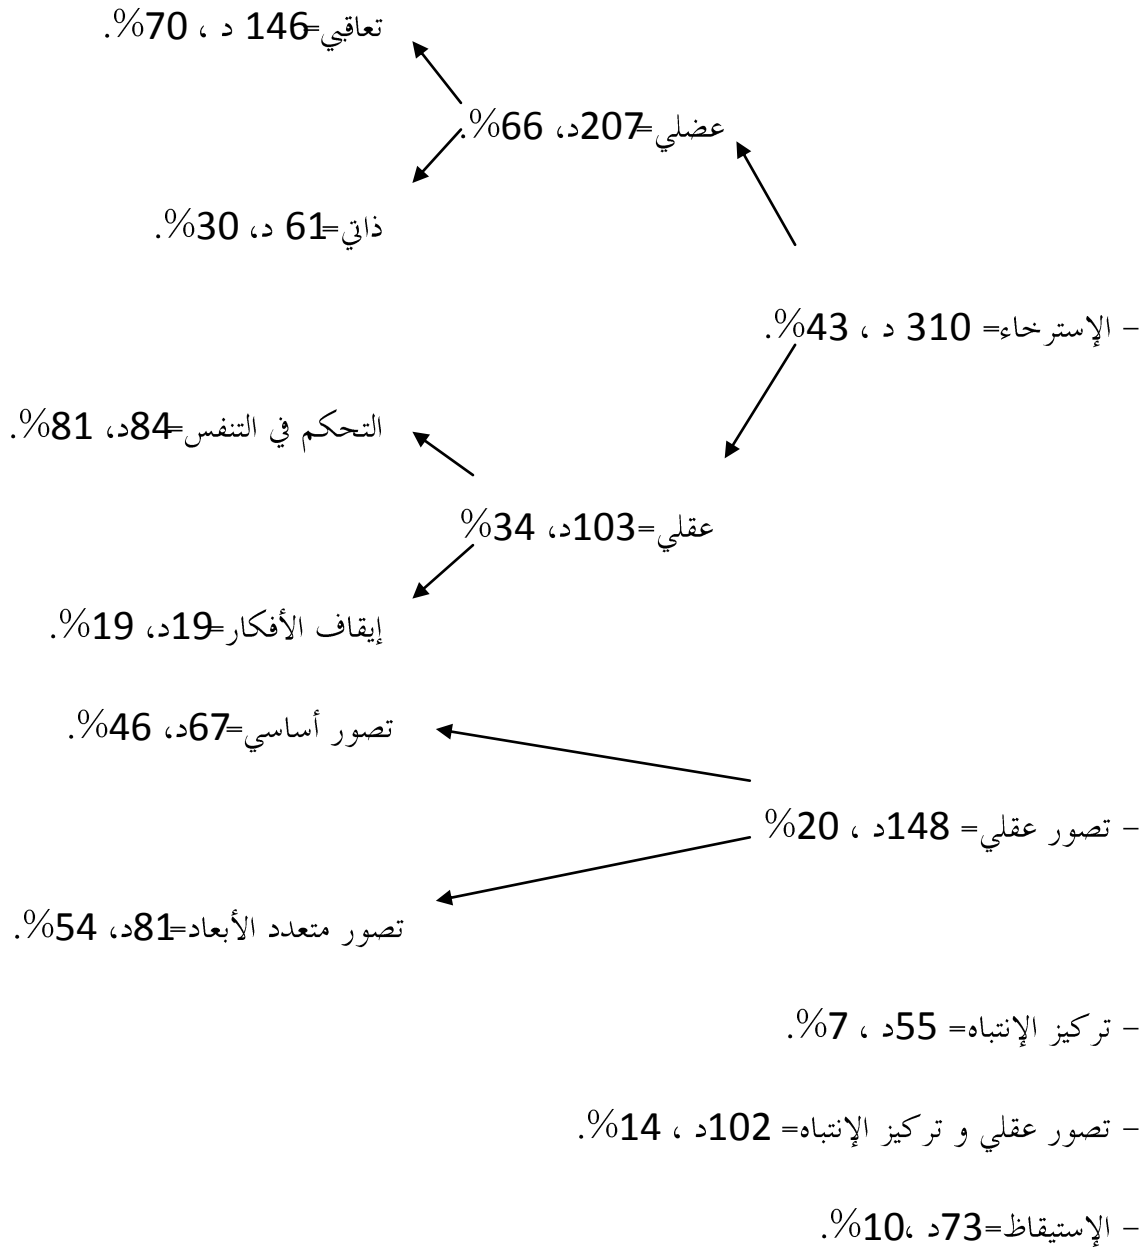 تعاقبي=146 د ، 70%.
عضلي=207د، 66%.
ذاتي=61 د، 30%.
- الإسترخاء= 310 د ، 43%.
التحكم في التنفس=84د، 81%.
عقلي=103د، 34%
إيقاف الأفكار=19د، 19%.
تصور أساسي=67د، 46%.
- تصور عقلي= 148د ، 20%
تصور متعدد الأبعاد=81د، 54%.
- تركيز الإنتباه= 55د ، 7%.
- تصور عقلي و تركيز الإنتباه= 102د ، 14%.
- الإستيقاظ=73د ،10%.